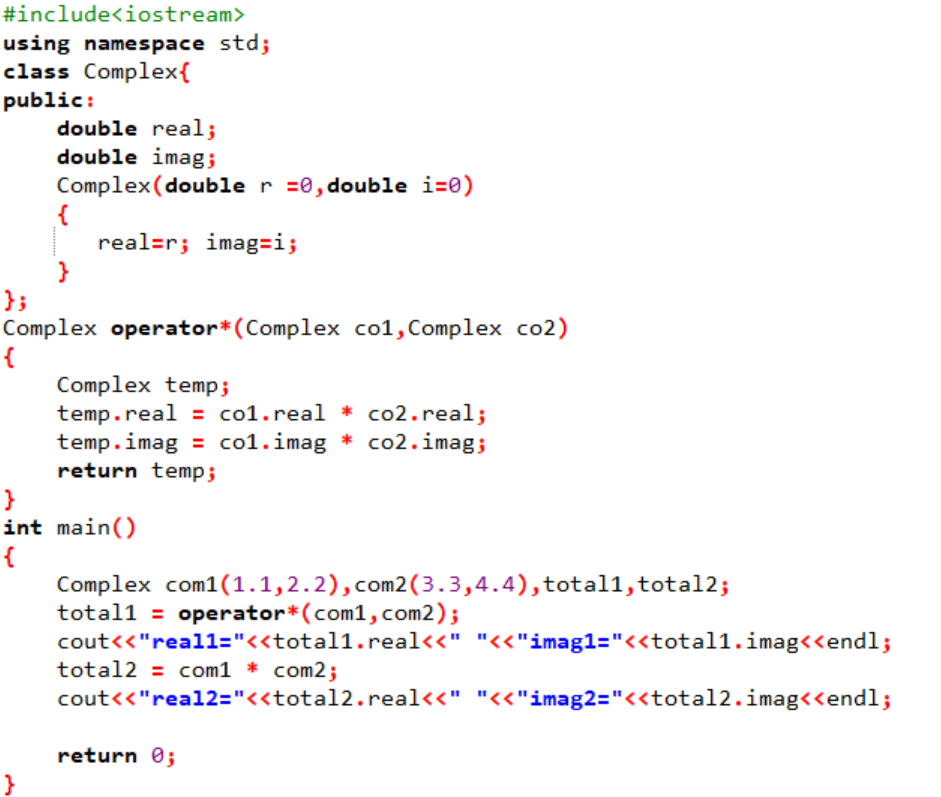 #include<iostream>
using namespace std;
class Complex{
public:
    double real;
    double imag;
    Complex(double r =0,double i=0)
    {
       real=r; imag=i;
    }
};
Complex operator*(Complex co1,Complex co2)
{
    Complex temp;
    temp.real = co1.real * co2.real;
    temp.imag = co1.imag * co2.imag;
    return temp;
}
int main()
{
    Complex com1(1.1,2.2),com2(3.3,4.4),total1,total2;
    total1 = operator*(com1,com2);
    cout<<"real1="<<total1.real<<" "<<"imag1="<<total1.imag<<endl;
    total2 = com1 * com2;
    cout<<"real2="<<total2.real<<" "<<"imag2="<<total2.imag<<endl;

    return 0;
}